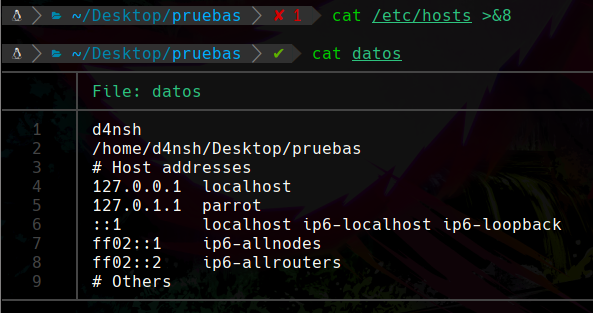 ~/Desktop/pruebas ✘ 1 cat /etc/hosts >&8
~/Desktop/pruebas ✔ cat datos
File: datos
1 d4nsh
2 /home/d4nsh/Desktop/pruebas
3 # Host addresses
4 127.0.0.1  localhost
5 127.0.1.1  parrot
6 ::1        localhost ip6-localhost ip6-loopback
7 ff02::1    ip6-allnodes
8 ff02::2    ip6-allrouters
9 # Others